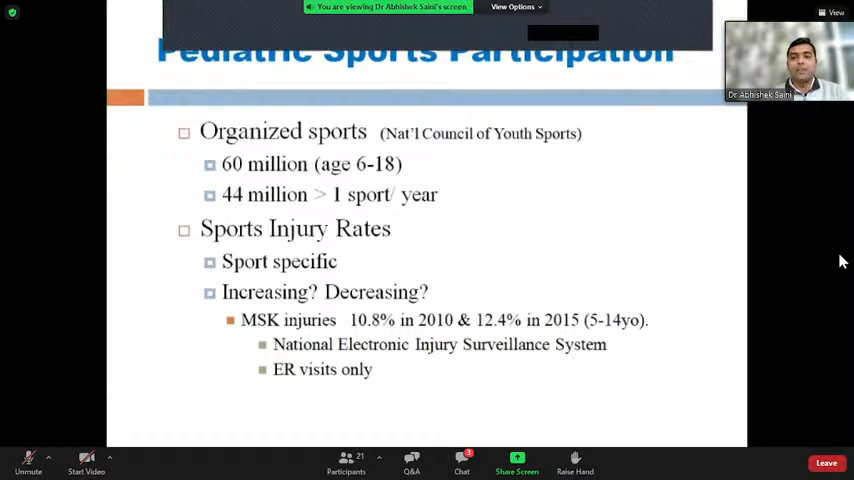 You are viewing Dr Abhishek Saini's screen
View Options
View
Pediatric Sports Participation
Dr Abhishek Saini
Organized sports (Nat'l Council of Youth Sports)
60 million (age 6-18)
44 million > 1 sport/ year
Sports Injury Rates
Sport specific
Increasing? Decreasing?
MSK injuries 10.8% in 2010 & 12.4% in 2015 (5-14yo).
National Electronic Injury Surveillance System
ER visits only
21
3
Unmute
Start Video
Participants
Q&A
Chat
Share Screen
Raise Hand
Leave